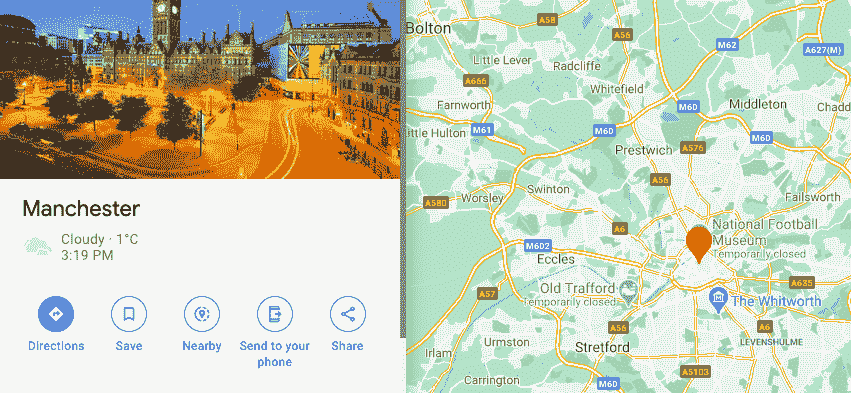 Manchester
Cloudy · 1°C
3:19 PM
Directions
Save
Nearby
Send to your
phone
Share
Bolton
A58
A56
M62
A627(M)
Little Lever
Radcliffe
A666
Whitefield
Farnworth
M60
Middleton
Chadd
ittle Hulton
M61
M60
M60
Prestwich
A576
A56
Swinton
Worsley
A580
Failsworth
A6
National Football
Museum
Temporarily closed
M602
Eccles
Old Trafford
Temporarily closed
A635
A57
The Whitworth
A56
A6
Urmston
Stretford
LEVENSHULME
Irlam
Carrington
A5103
M60